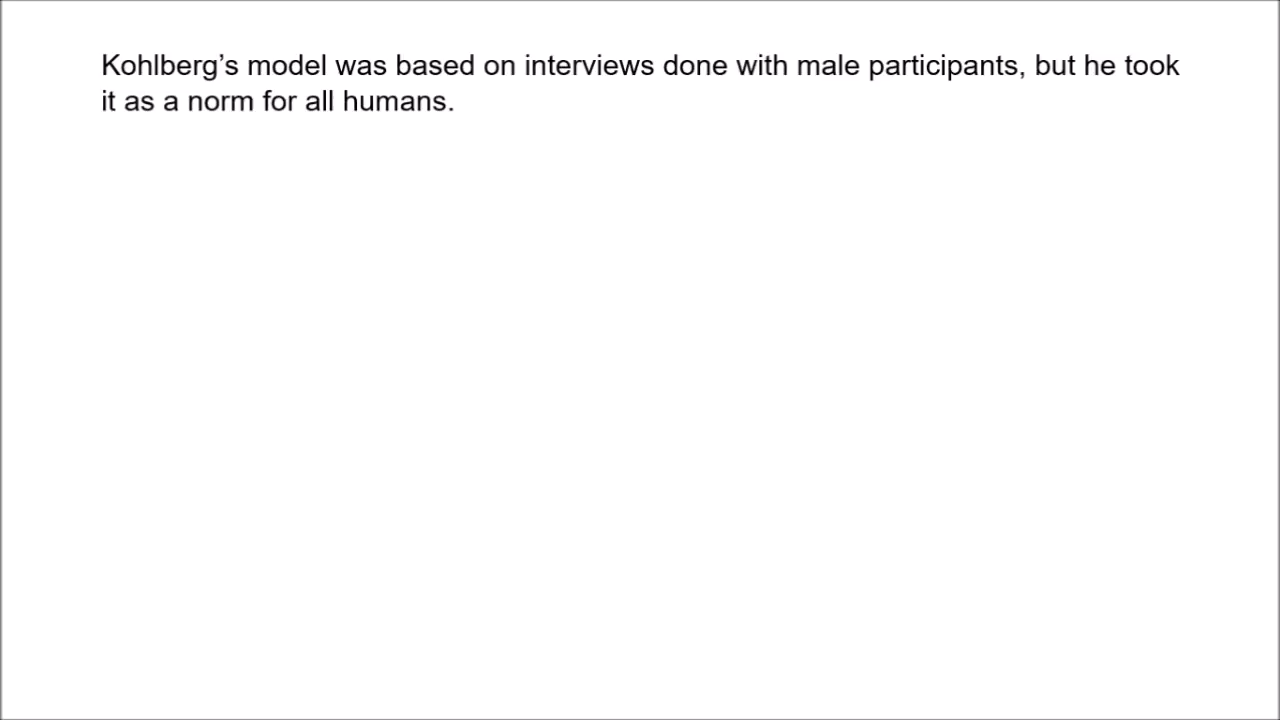 Kohlberg’s model was based on interviews done with male participants, but he took
it as a norm for all humans.